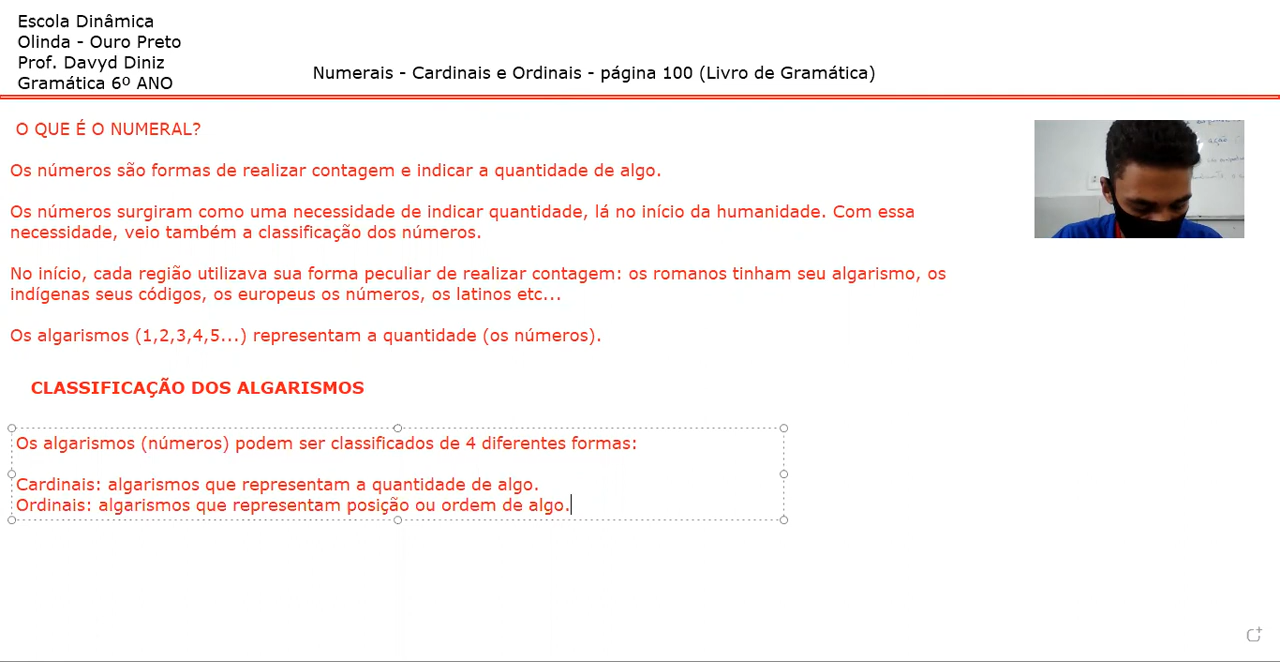 Escola Dinâmica
Olinda - Ouro Preto
Prof. Davyd Diniz
Gramática 6º ANO
Numerais - Cardinais e Ordinais - página 100 (Livro de Gramática)
O QUE É O NUMERAL?
Os números são formas de realizar contagem e indicar a quantidade de algo.
Os números surgiram como uma necessidade de indicar quantidade, lá no início da humanidade. Com essa
necessidade, veio também a classificação dos números.
No início, cada região utilizava sua forma peculiar de realizar contagem: os romanos tinham seu algarismo, os
indígenas seus códigos, os europeus os números, os latinos etc...
Os algarismos (1,2,3,4,5...) representam a quantidade (os números).
CLASSIFICAÇÃO DOS ALGARISMOS
Os algarismos (números) podem ser classificados de 4 diferentes formas:
Cardinais: algarismos que representam a quantidade de algo.
Ordinais: algarismos que representam posição ou ordem de algo.